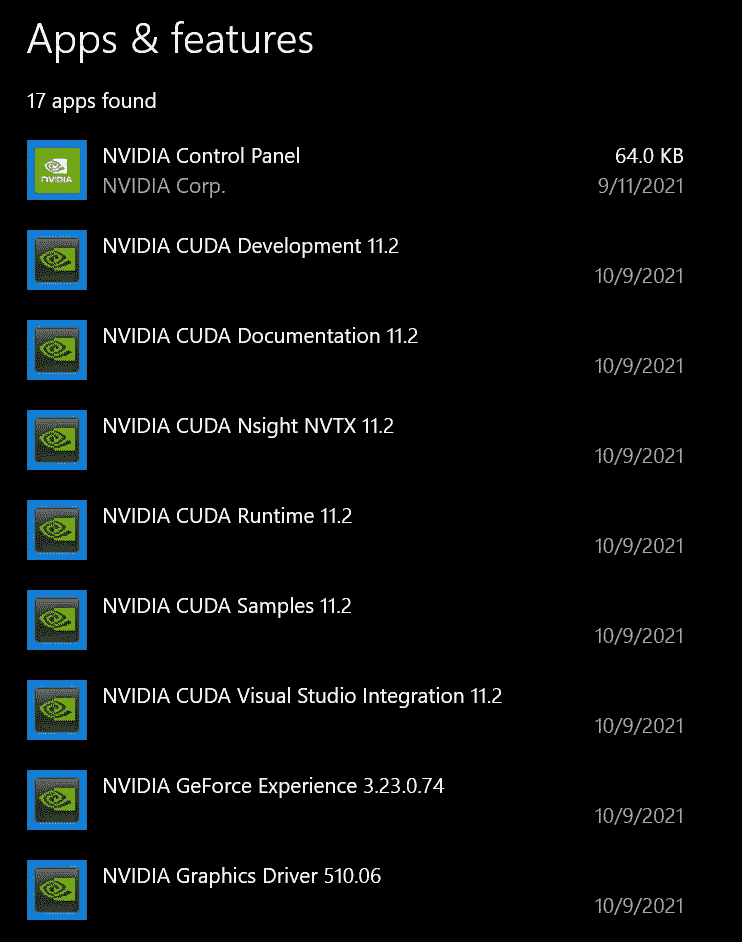 Apps & features
17 apps found
NVIDIA Control Panel 64.0 KB
NVIDIA Corp. 9/11/2021
NVIDIA CUDA Development 11.2
10/9/2021
NVIDIA CUDA Documentation 11.2
10/9/2021
NVIDIA CUDA Nsight NVTX 11.2
10/9/2021
NVIDIA CUDA Runtime 11.2
10/9/2021
NVIDIA CUDA Samples 11.2
10/9/2021
NVIDIA CUDA Visual Studio Integration 11.2
10/9/2021
NVIDIA GeForce Experience 3.23.0.74
10/9/2021
NVIDIA Graphics Driver 510.06
10/9/2021